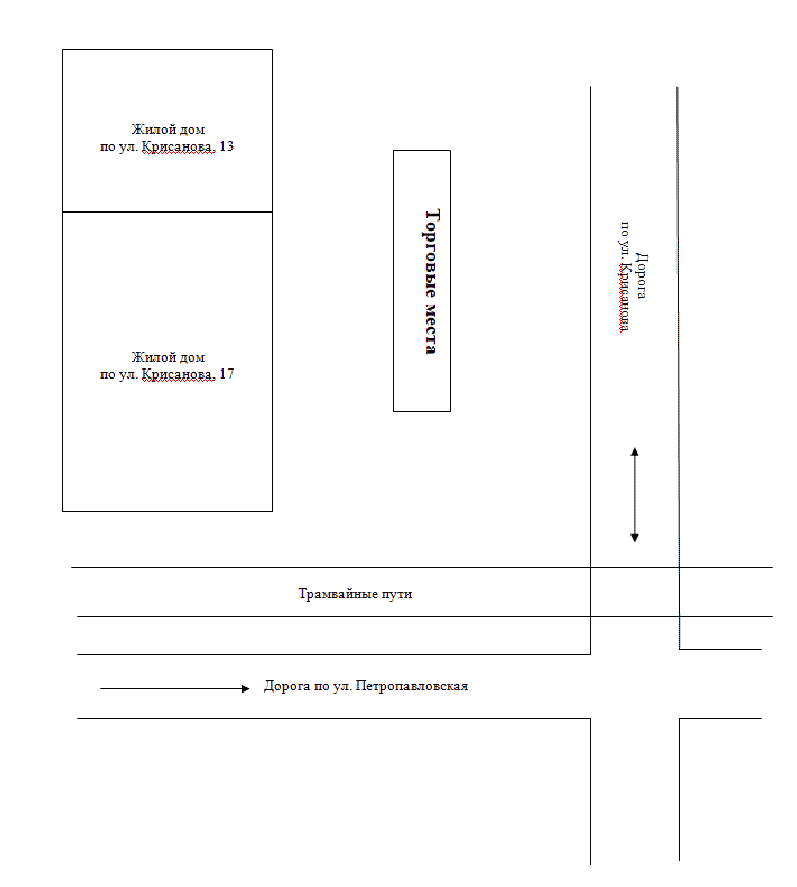 Жилой дом
по ул. Крисанова, 13
Торговые места
Дорога
по ул. Крисанова
Жилой дом
по ул. Крисанова, 17
Трамвайные пути
Дорога по ул. Петропавловская